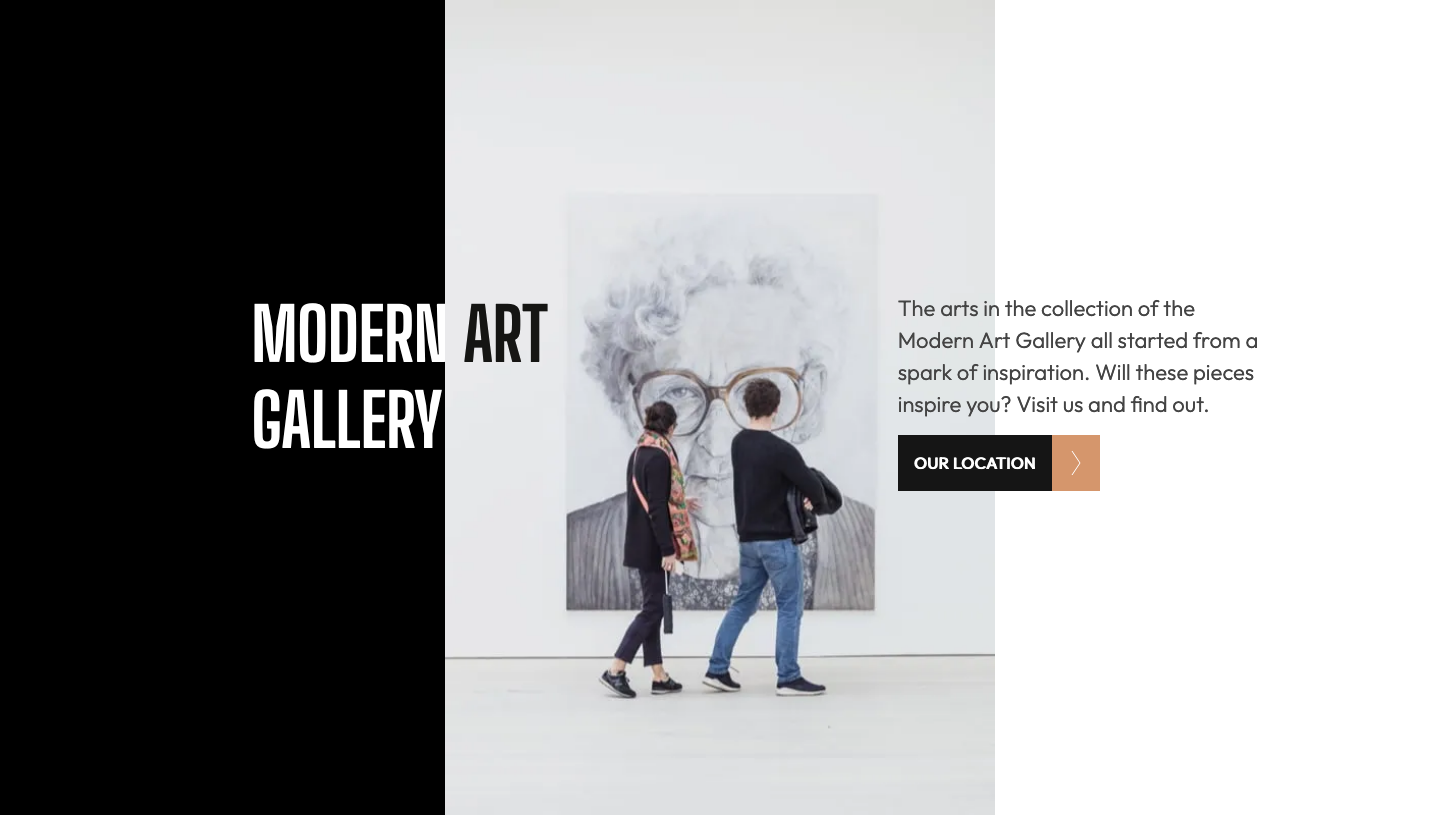 MODERN ART
GALLERY
The arts in the collection of the
Modern Art Gallery all started from a
spark of inspiration. Will these pieces
inspire you? Visit us and find out.
OUR LOCATION